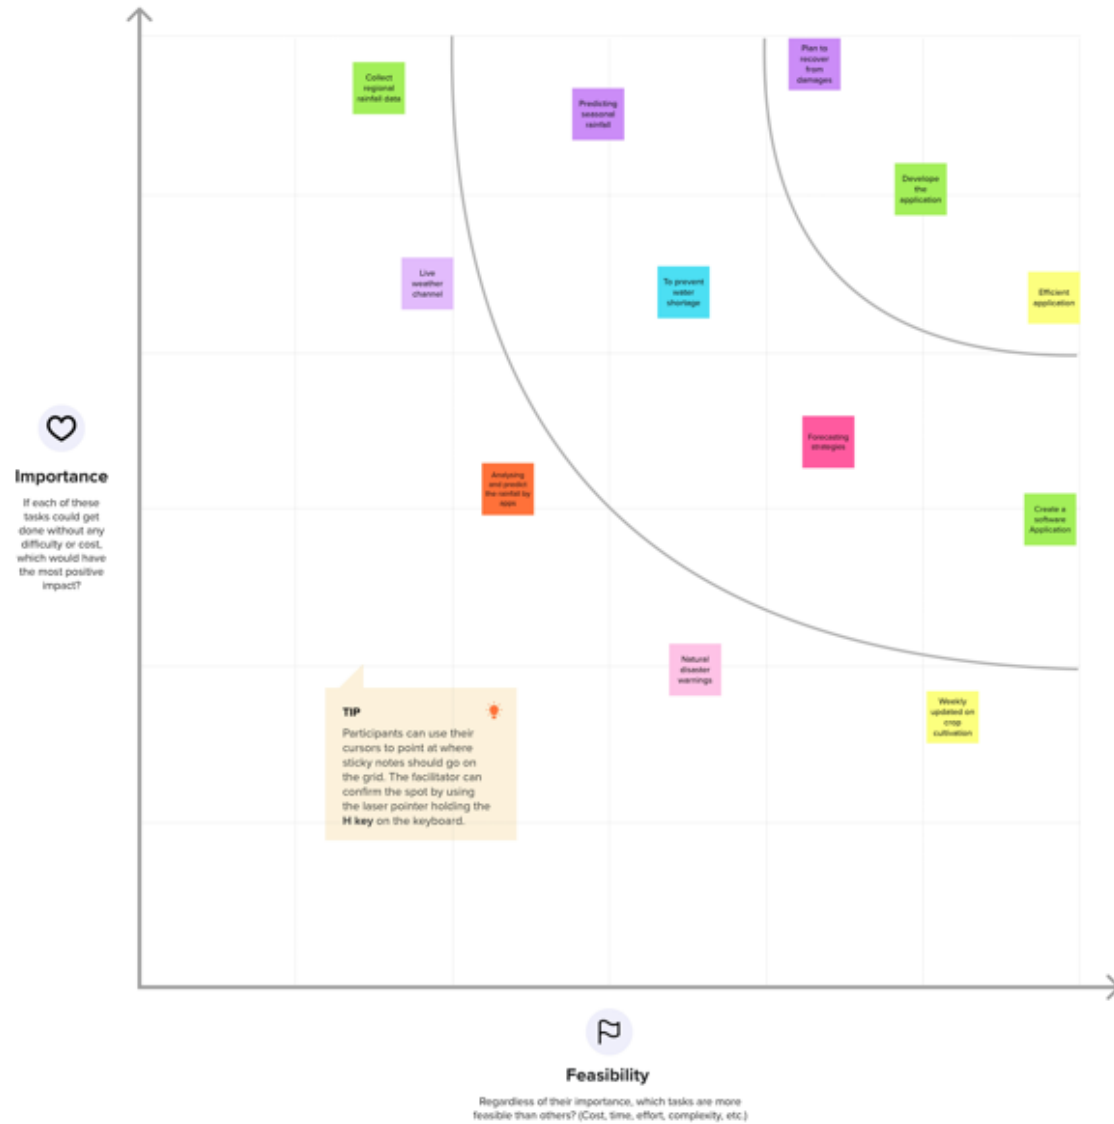 Plan to
recover
from
damages
Collect
regional
rainfall data
Predicting
seasonal
rainfall
Develope
the
application
Live
weather
channel
To prevent
water
shortage
Efficient
application
Importance
If each of these
tasks could get
done without any
difficulty or cost,
which would have
the most positive
impact?
Forecasting
strategies
Analysing
and predict
the rainfall by
apps
Create a
software
Application
Natural
disaster
warnings
Weekly
updated on
crop
cultivation
TIP
Participants can use their
cursors to point at where
sticky notes should go on
the grid. The facilitator can
confirm the spot by using
the laser pointer holding the
H key on the keyboard.
Feasibility
Regardless of their importance, which tasks are more
feasible than others? (Cost, time, effort, complexity, etc.)